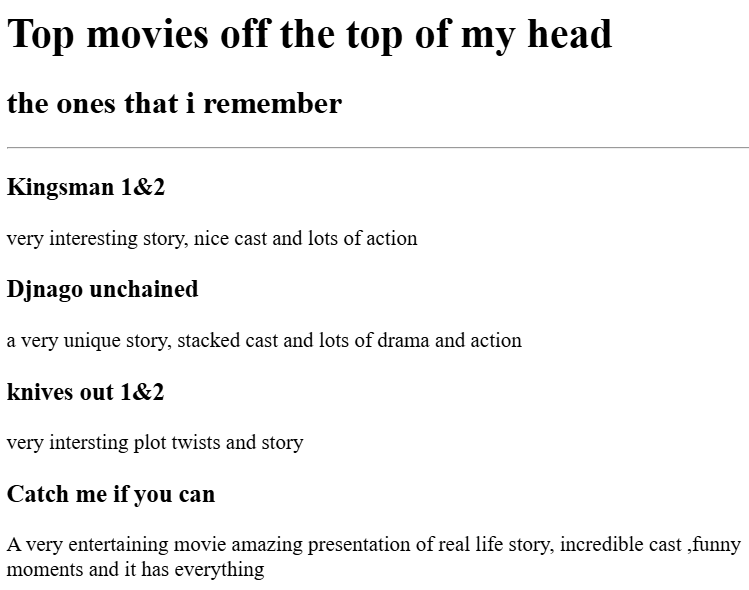 Top movies off the top of my head
the ones that i remember
Kingsman 1&2
very interesting story, nice cast and lots of action
Djnago unchained
a very unique story, stacked cast and lots of drama and action
knives out 1&2
very intersting plot twists and story
Catch me if you can
A very entertaining movie amazing presentation of real life story, incredible cast ,funny
moments and it has everything